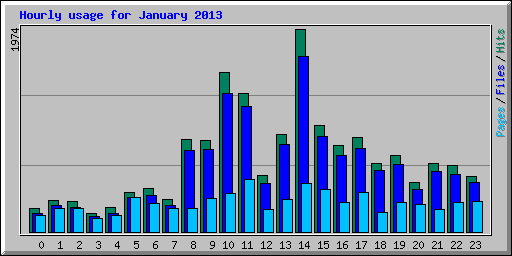 Hourly usage for January 2013
1974
Pages/Files/Hits
0 1 2 3 4 5 6 7 8 9 10 11 12 13 14 15 16 17 18 19 20 21 22 23